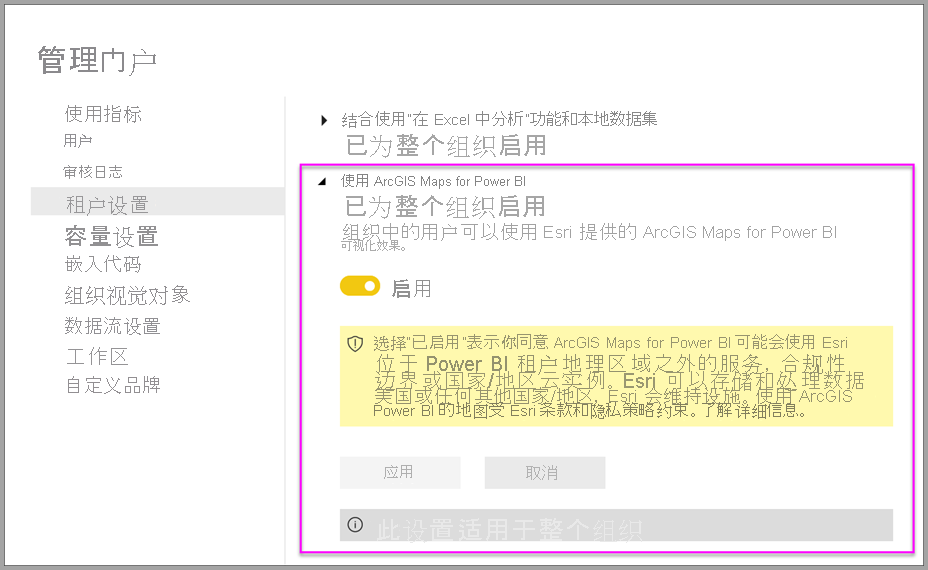 管理门户
使用指标
用户
审核日志
租户设置
容量设置
嵌入代码
组织视觉对象
数据流设置
工作区
自定义品牌
结合使用"在 Excel 中分析"功能和本地数据集
已为整个组织启用
使用 ArcGIS Maps for Power BI
已为整个组织启用
组织中的用户可以使用 Esri 提供的 ArcGIS Maps for Power BI
可视化效果。
启用
选择"已启用"表示你同意 ArcGIS Maps for Power BI 可能会使用 Esri
位于 Power BI 租户地理区域之外的服务, 合规性
边界或国家/地区云实例。Esri 可以存储和处理数据
美国或任何其他国家/地区, Esri 会维持设施。使用 ArcGIS
Power BI 的地图受 Esri 条款和隐私策略约束。了解详细信息。
应用
取消
此设置适用于整个组织